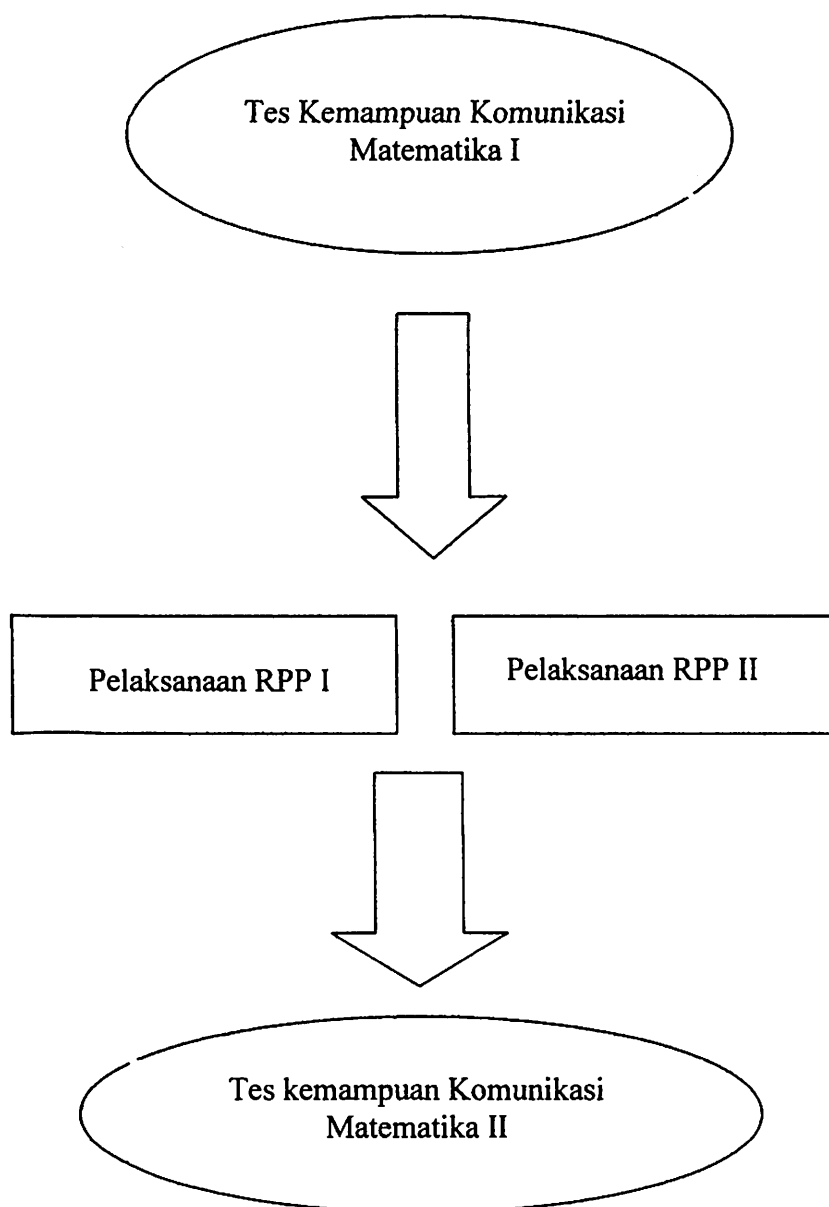 Tes Kemampuan Komunikasi
Matematika I
Pelaksanaan RPP I
Pelaksanaan RPP II
Tes kemampuan Komunikasi
Matematika II